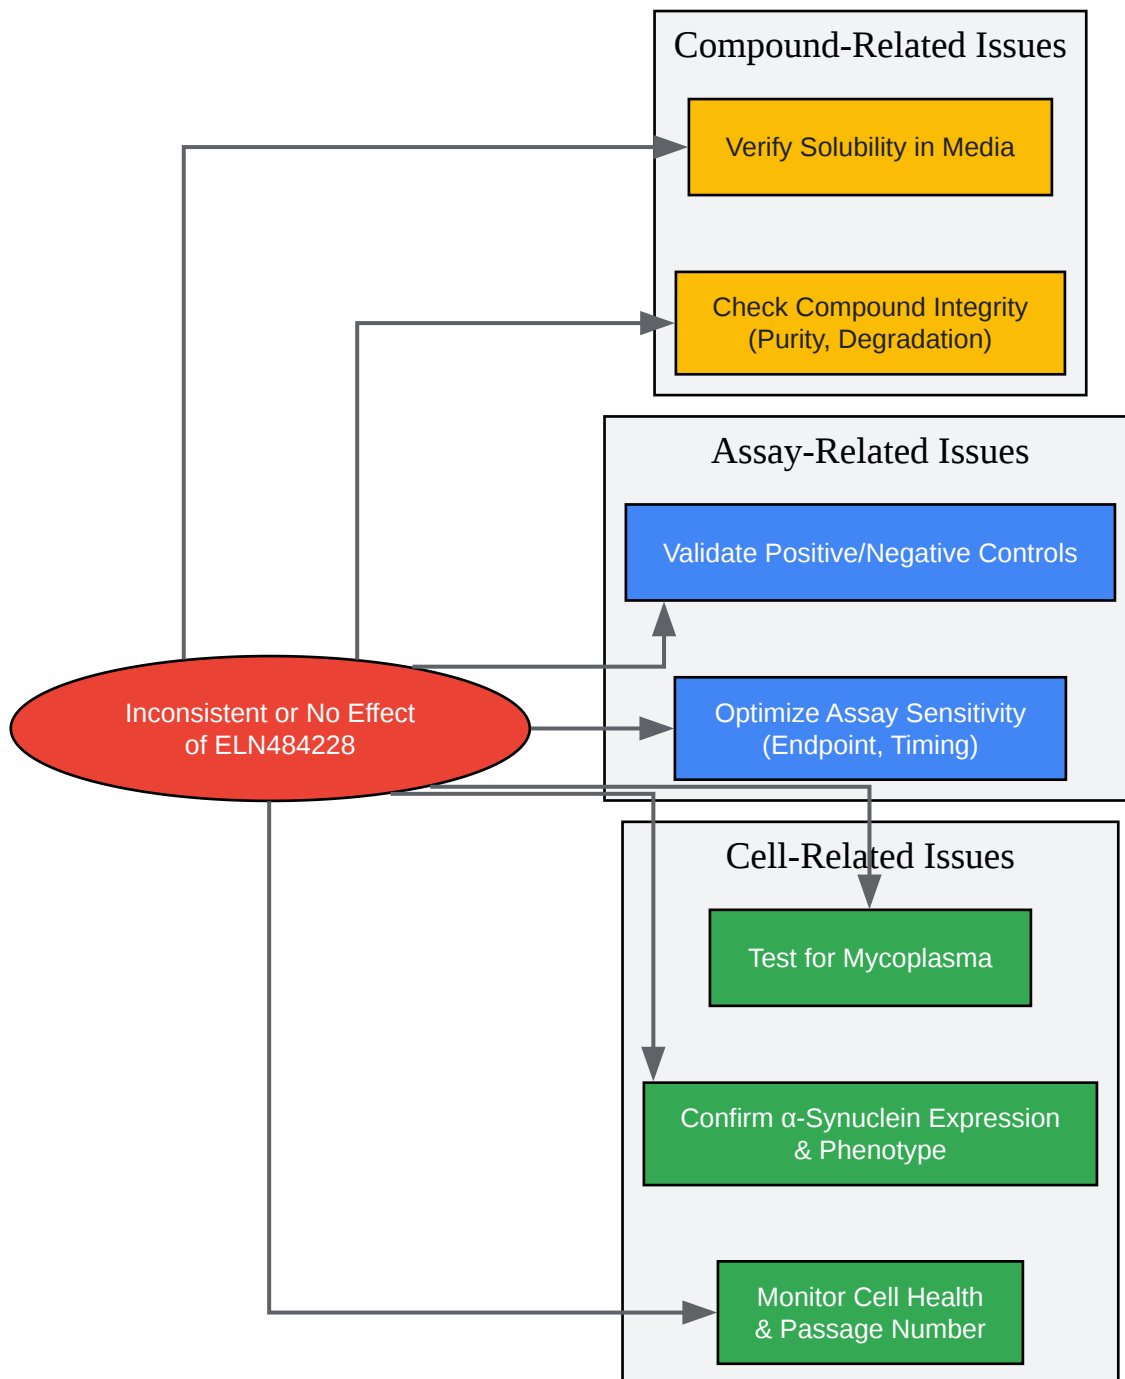 Compound-Related Issues
Verify Solubility in Media
Check Compound Integrity
(Purity, Degradation)
Assay-Related Issues
Validate Positive/Negative Controls
Inconsistent or No Effect
of ELN484228
Optimize Assay Sensitivity
(Endpoint, Timing)
Cell-Related Issues
Test for Mycoplasma
Confirm α-Synuclein Expression
& Phenotype
Monitor Cell Health
& Passage Number